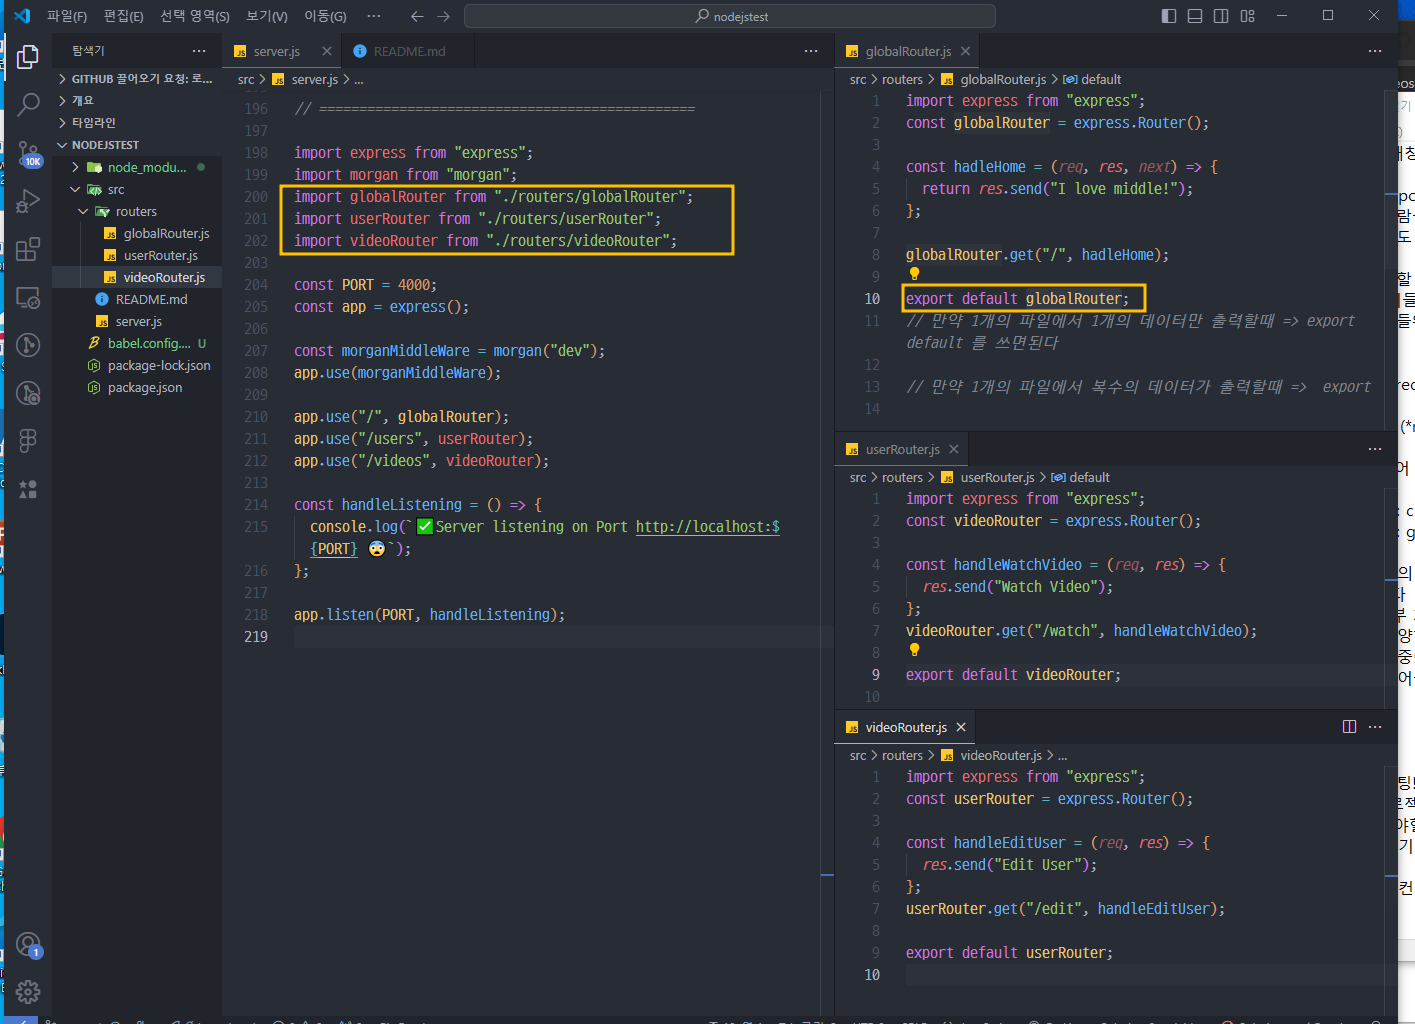 파일(F) 편집(E) 선택 영역(S) 보기(V) 이동(G) ··· nodejstest
탐색기 ···
GITHUB 끌어오기 요청: 로...
개요
타임라인
NODEJSTEST
node_modu...
src
routers
globalRouter.js
userRouter.js
videoRouter.js
README.md
server.js
babel.config.... U
package-lock.json
package.json
10K
1
server.js README.md ···
src > server.js > ...
196 // ===============================================
197
198 import express from "express";
199 import morgan from "morgan";
200 import globalRouter from "./routers/globalRouter";
201 import userRouter from "./routers/userRouter";
202 import videoRouter from "./routers/videoRouter";
203
204 const PORT = 4000;
205 const app = express();
206
207 const morganMiddleWare = morgan("dev");
208 app.use(morganMiddleWare);
209
210 app.use("/", globalRouter);
211 app.use("/users", userRouter);
212 app.use("/videos", videoRouter);
213
214 const handleListening = () => {
215 console.log(`✅Server listening on Port http://localhost:$
{PORT} 😨`);
216 };
217
218 app.listen(PORT, handleListening);
219
globalRouter.js ···
src > routers > globalRouter.js > default
1 import express from "express";
2 const globalRouter = express.Router();
3
4 const hadleHome = (req, res, next) => {
5 return res.send("I love middle!");
6 };
7
8 globalRouter.get("/", hadleHome);
9
10 export default globalRouter;
11 // 만약 1개의 파일에서 1개의 데이터만 출력할때 => export
default 를 쓰면된다
12
13 // 만약 1개의 파일에서 복수의 데이터가 출력할때 => export
14
userRouter.js ···
src > routers > userRouter.js > default
1 import express from "express";
2 const videoRouter = express.Router();
3
4 const handleWatchVideo = (req, res) => {
5 res.send("Watch Video");
6 };
7 videoRouter.get("/watch", handleWatchVideo);
8
9 export default videoRouter;
10
videoRouter.js ···
src > routers > videoRouter.js > ...
1 import express from "express";
2 const userRouter = express.Router();
3
4 const handleEditUser = (req, res) => {
5 res.send("Edit User");
6 };
7 userRouter.get("/edit", handleEditUser);
8
9 export default userRouter;
10